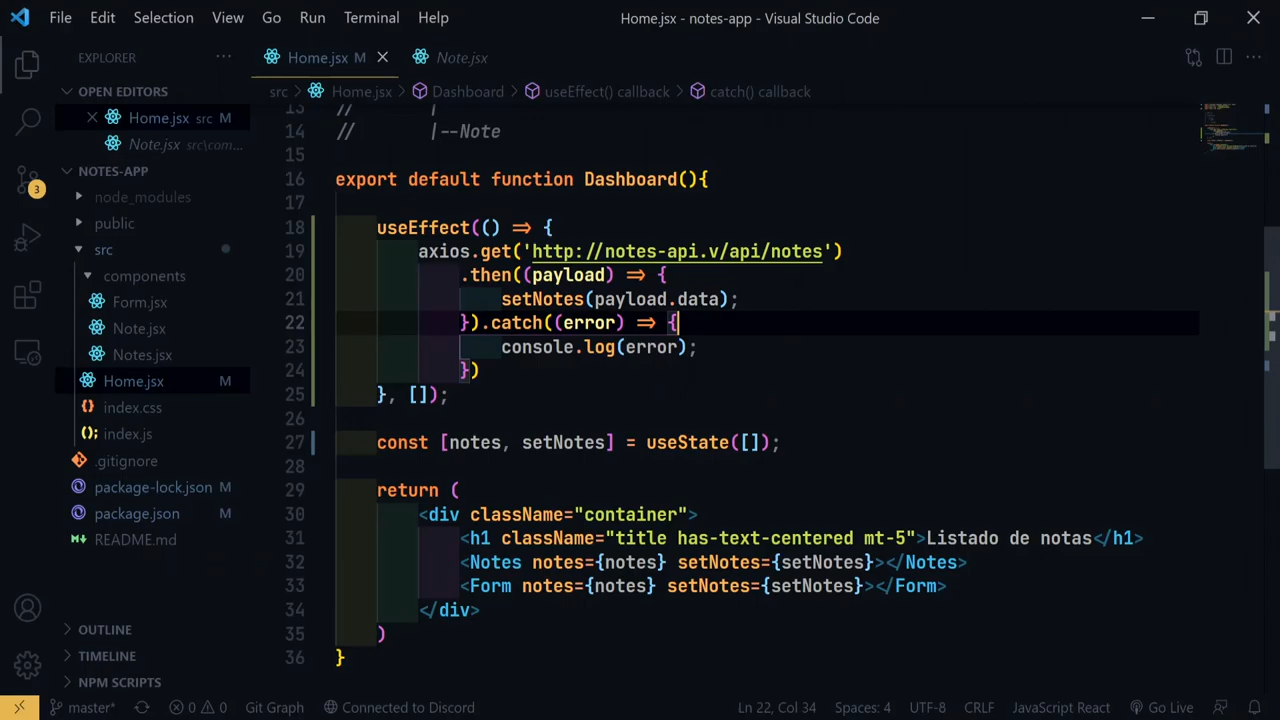 File Edit Selection View Go Run Terminal Help Home.jsx - notes-app - Visual Studio Code
EXPLORER ···
Home.jsx M
Note.jsx
OPEN EDITORS
Home.jsx src M
Note.jsx src\com...
NOTES-APP
node_modules
public
src
components
Form.jsx
Note.jsx
Notes.jsx
Home.jsx M
index.css
index.js
.gitignore
package-lock.json M
package.json M
README.md
OUTLINE
TIMELINE
NPM SCRIPTS
3
src > Home.jsx > Dashboard > useEffect() callback > catch() callback
13 // |
14 // |--Note
15
16 export default function Dashboard(){
17
18 useEffect(() => {
19 axios.get('http://notes-api.v/api/notes')
20 .then((payload) => {
21 setNotes(payload.data);
22 }).catch((error) => {
23 console.log(error);
24 })
25 }, []);
26
27 const [notes, setNotes] = useState([]);
28
29 return (
30 <div className="container">
31 <h1 className="title has-text-centered mt-5">Listado de notas</h1>
32 <Notes notes={notes} setNotes={setNotes}></Notes>
33 <Form notes={notes} setNotes={setNotes}></Form>
34 </div>
35 )
36 }
master* 0 0 Git Graph Connected to Discord Ln 22, Col 34 Spaces: 4 UTF-8 CRLF JavaScript React Go Live